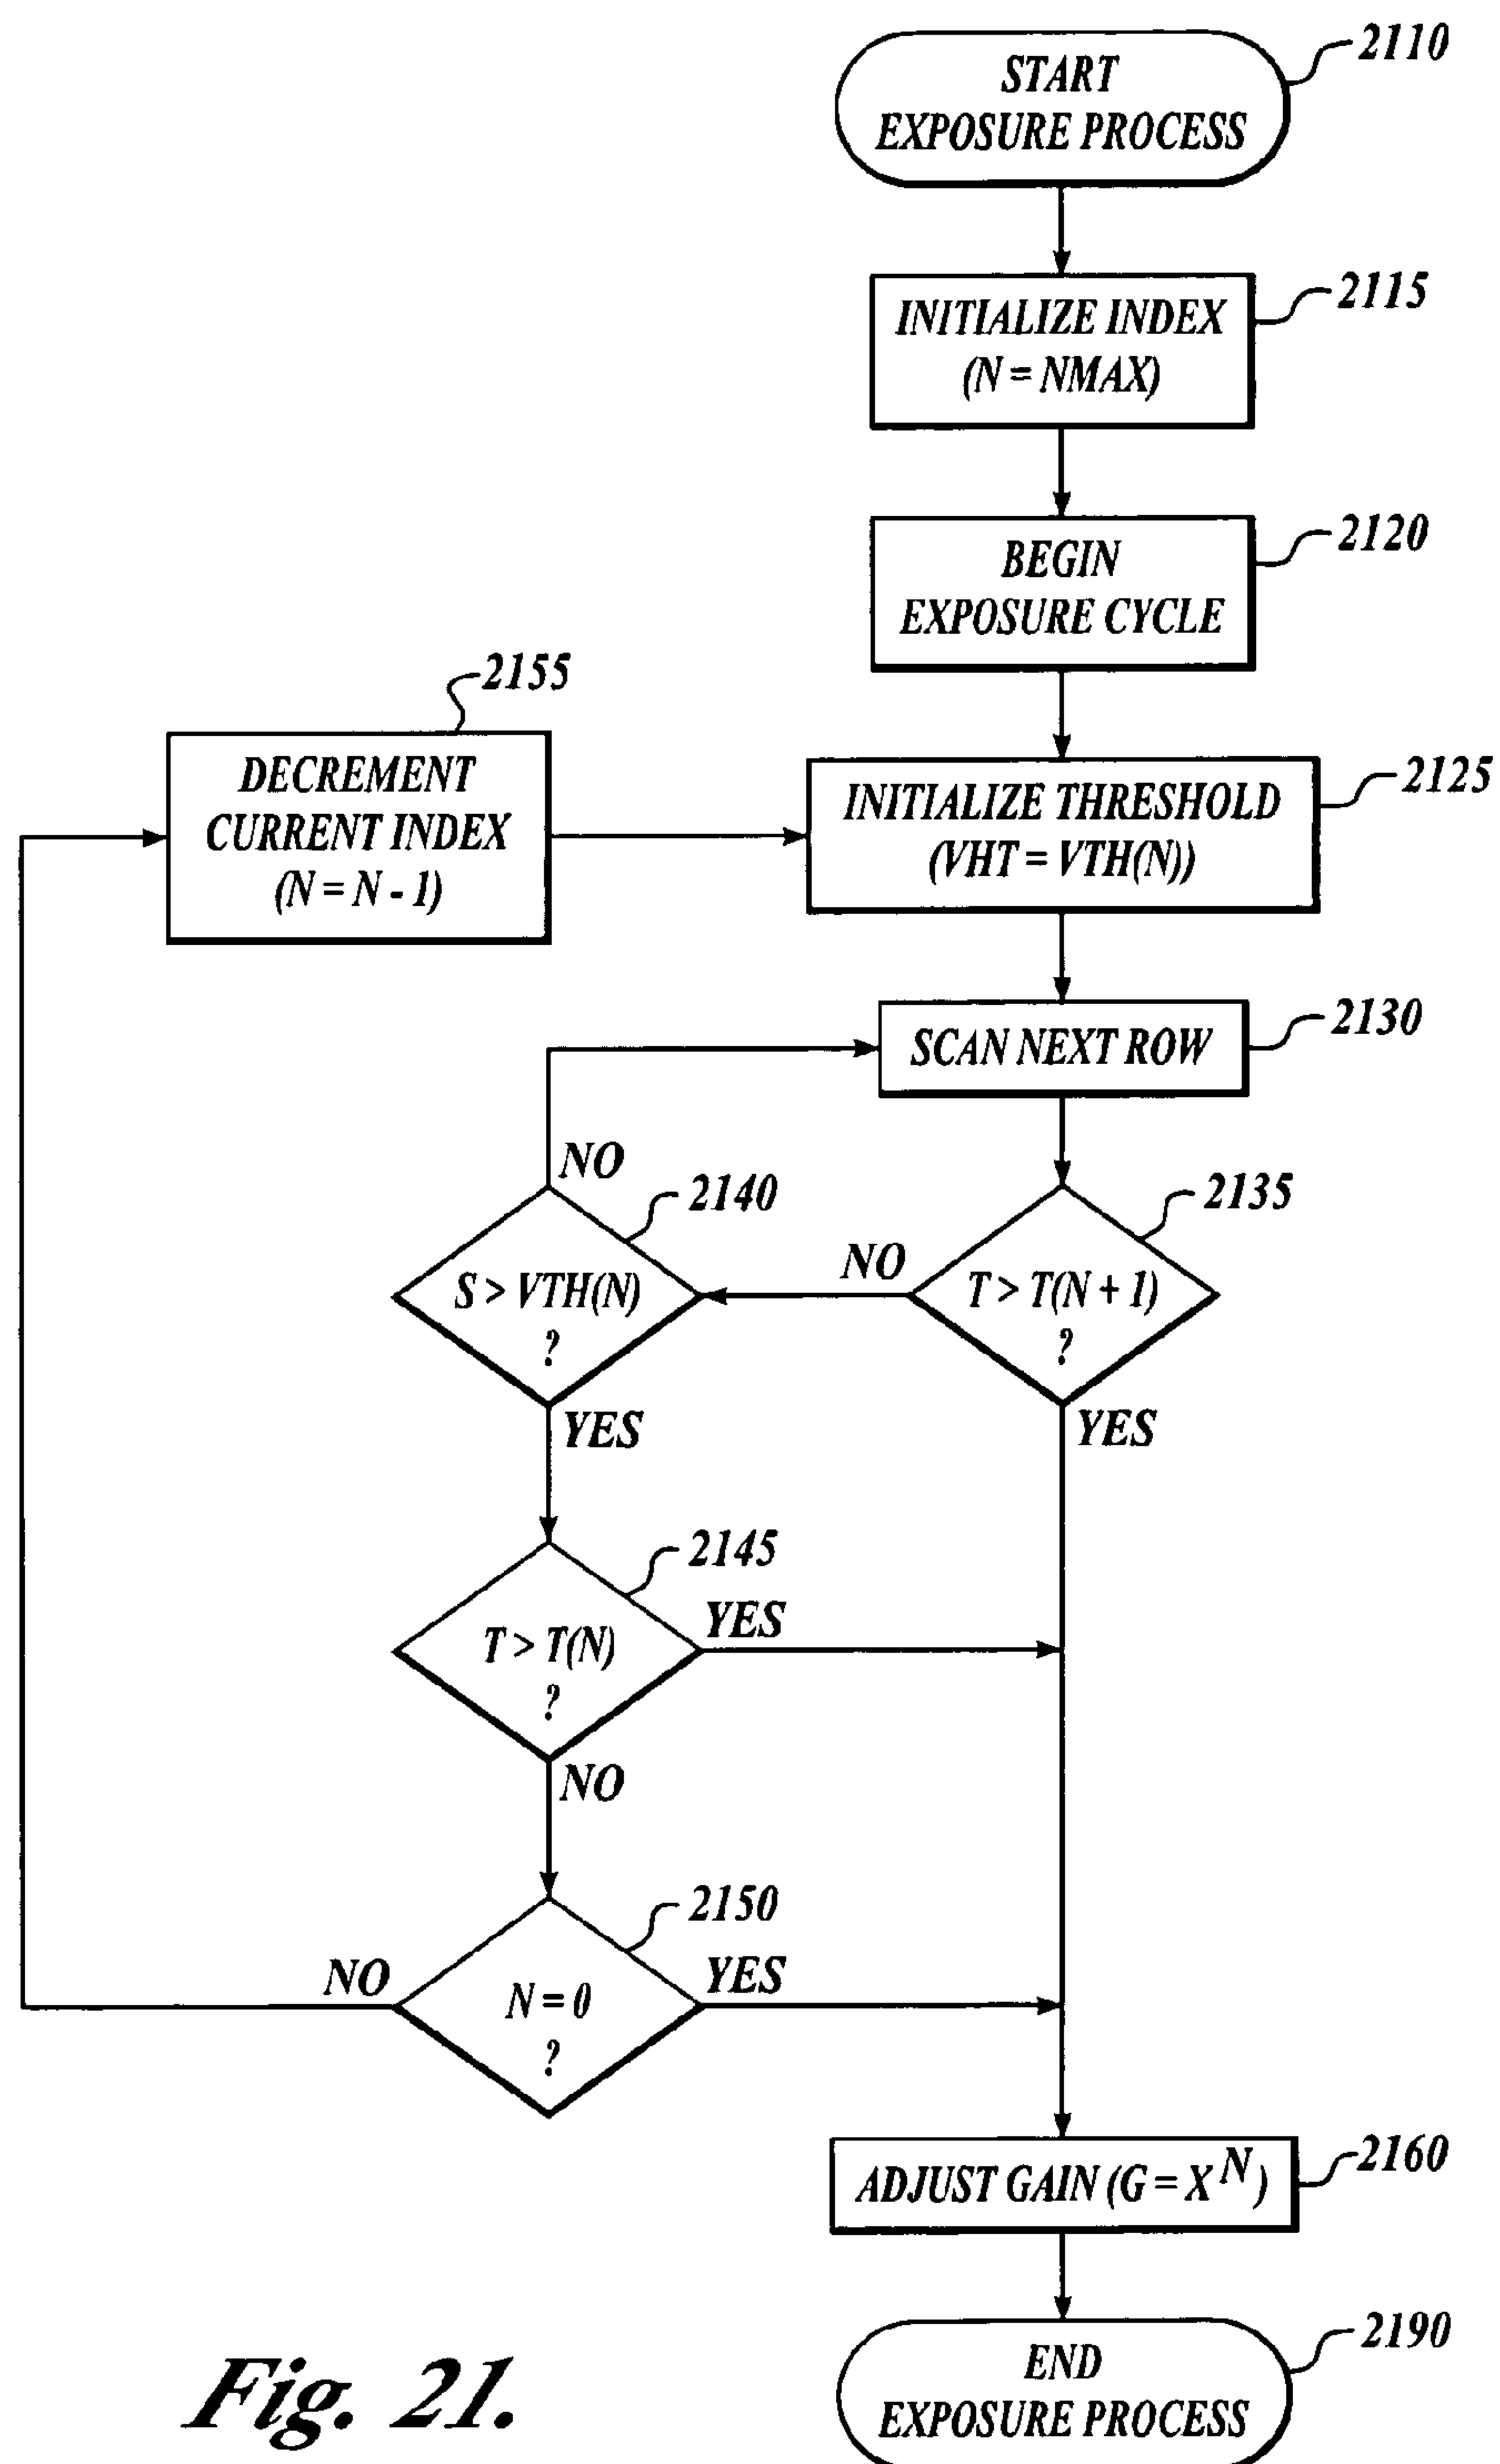 START
EXPOSURE PROCESS
2110
INITIALIZE INDEX
(N = NMAX)
2115
BEGIN
EXPOSURE CYCLE
2120
DECREMENT
CURRENT INDEX
(N = N - 1)
2155
INITIALIZE THRESHOLD
(VHT = VTH(N))
2125
SCAN NEXT ROW
2130
T > T(N + 1)
?
2135
NO
YES
S > VTH(N)
?
2140
NO
YES
T > T(N)
?
2145
YES
NO
N = 0
?
2150
NO
YES
ADJUST GAIN (G = X^N)
2160
END
EXPOSURE PROCESS
2190
Fig. 21.